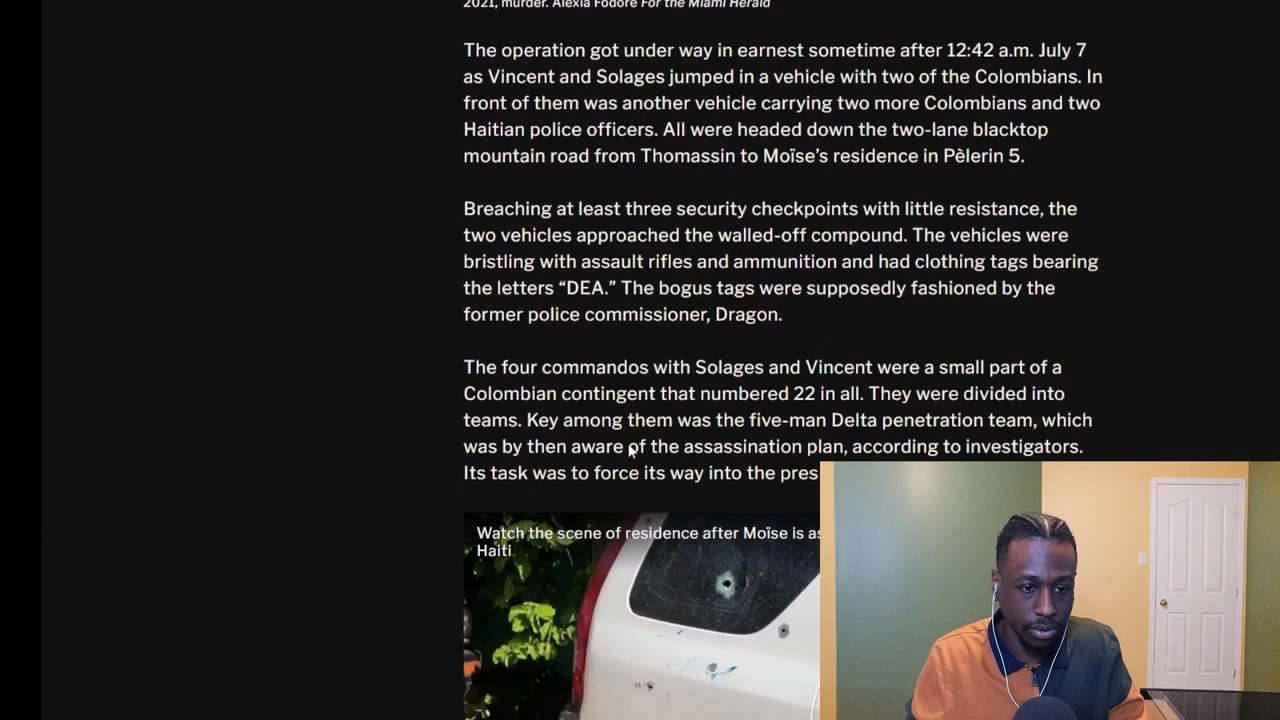 2021, murder. Alexia Fodere For the Miami Herald
The operation got under way in earnest sometime after 12:42 a.m. July 7
as Vincent and Solages jumped in a vehicle with two of the Colombians. In
front of them was another vehicle carrying two more Colombians and two
Haitian police officers. All were headed down the two-lane blacktop
mountain road from Thomassin to Moïse’s residence in Pèlerin 5.
Breaching at least three security checkpoints with little resistance, the
two vehicles approached the walled-off compound. The vehicles were
bristling with assault rifles and ammunition and had clothing tags bearing
the letters “DEA.” The bogus tags were supposedly fashioned by the
former police commissioner, Dragon.
The four commandos with Solages and Vincent were a small part of a
Colombian contingent that numbered 22 in all. They were divided into
teams. Key among them was the five-man Delta penetration team, which
was by then aware of the assassination plan, according to investigators.
Its task was to force its way into the pres
Watch the scene of residence after Moïse is as
Haiti